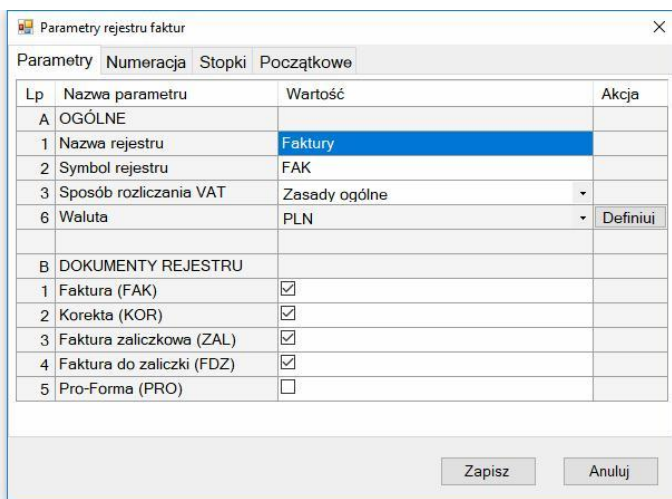 Parametry rejestru faktur
Parametry Numeracja Stopki Początkowe
Lp Nazwa parametru Wartość Akcja
A OGÓLNE
1 Nazwa rejestru Faktury
2 Symbol rejestru FAK
3 Sposób rozliczania VAT Zasady ogólne
6 Waluta PLN Definiuj
B DOKUMENTY REJESTRU
1 Faktura (FAK)
2 Korekta (KOR)
3 Faktura zaliczkowa (ZAL)
4 Faktura do zaliczki (FDZ)
5 Pro-Forma (PRO)
Zapisz Anuluj